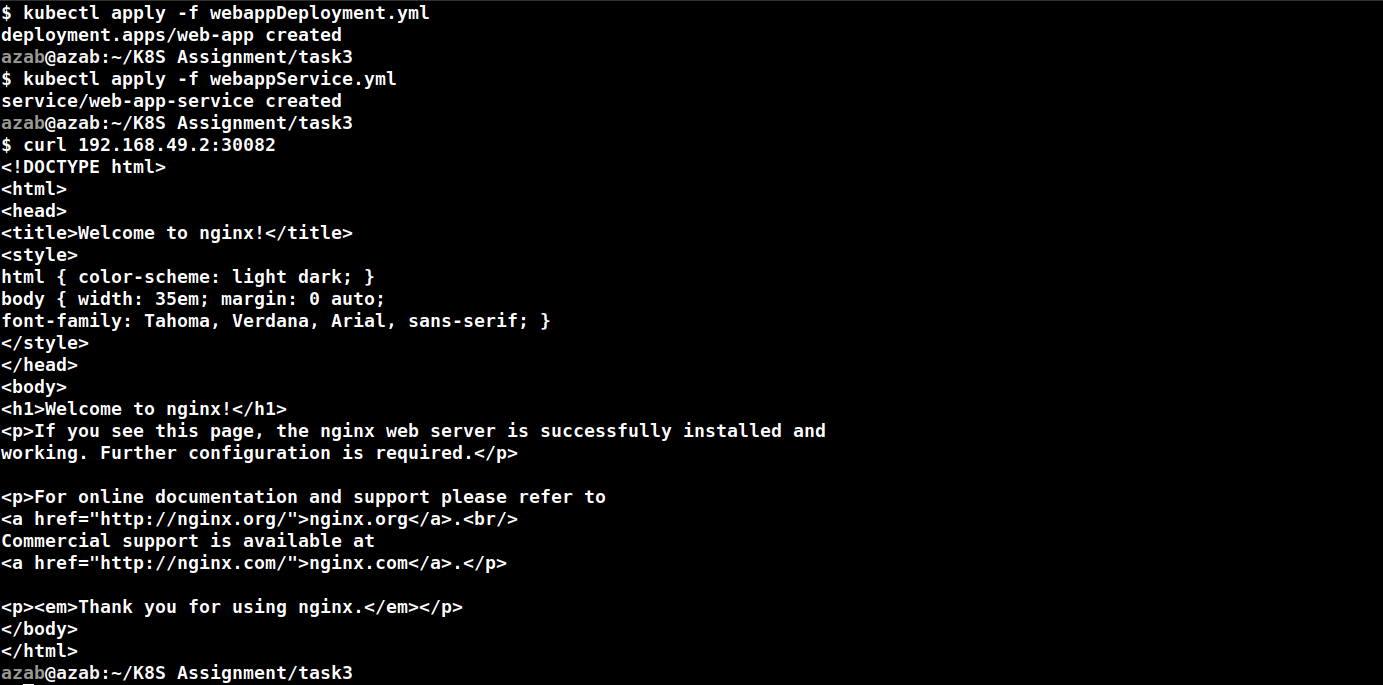 $ kubectl apply -f webappDeployment.yml
deployment.apps/web-app created
azab@azab:~/K8S Assignment/task3
$ kubectl apply -f webappService.yml
service/web-app-service created
azab@azab:~/K8S Assignment/task3
$ curl 192.168.49.2:30082
<!DOCTYPE html>
<html>
<head>
<title>Welcome to nginx!</title>
<style>
html { color-scheme: light dark; }
body { width: 35em; margin: 0 auto;
font-family: Tahoma, Verdana, Arial, sans-serif; }
</style>
</head>
<body>
<h1>Welcome to nginx!</h1>
<p>If you see this page, the nginx web server is successfully installed and
working. Further configuration is required.</p>

<p>For online documentation and support please refer to
<a href="http://nginx.org/">nginx.org</a>.<br/>
Commercial support is available at
<a href="http://nginx.com/">nginx.com</a>.</p>

<p><em>Thank you for using nginx.</em></p>
</body>
</html>
azab@azab:~/K8S Assignment/task3